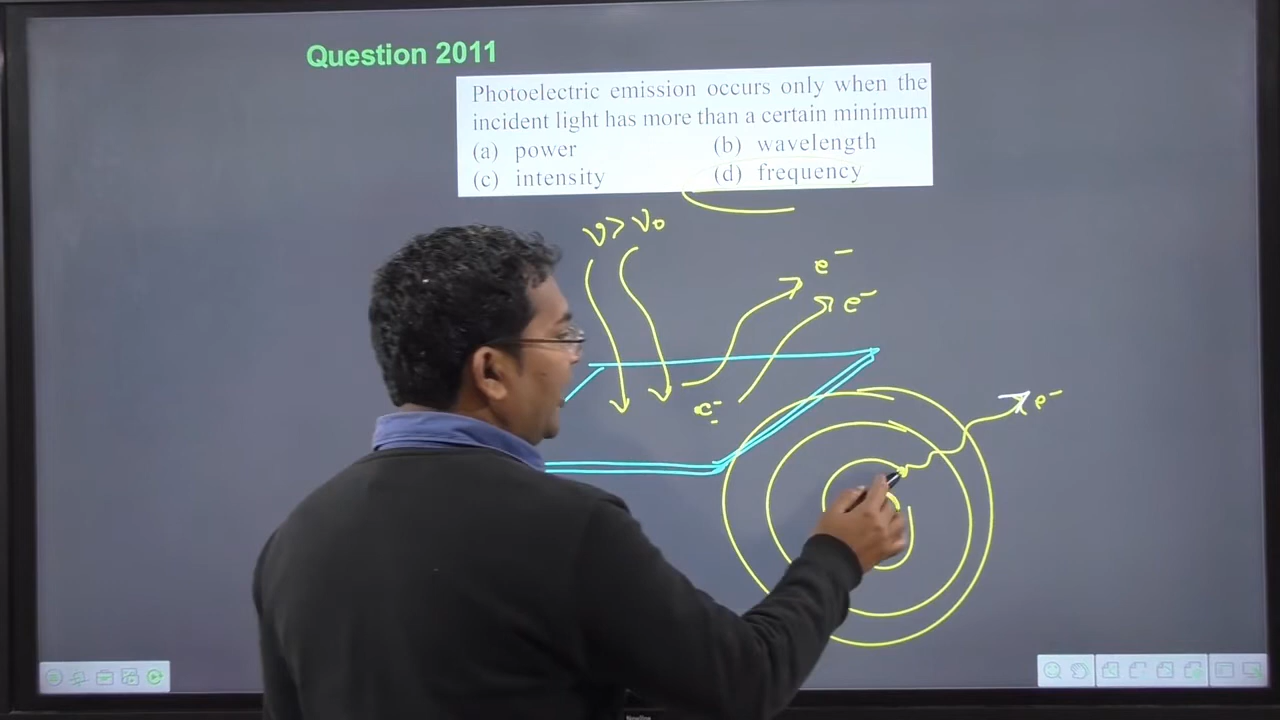 Question 2011
Photoelectric emission occurs only when the
incident light has more than a certain minimum
(a) power (b) wavelength
(c) intensity (d) frequency
ν > ν₀
e⁻
e⁻
e⁻
e⁻